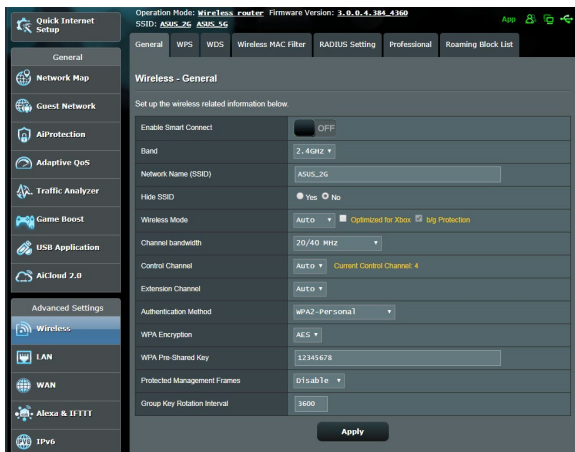 Quick Internet
Setup
Operation Mode: Wireless router Firmware Version: 3.0.0.4.384_4360
SSID: ASUS_2G ASUS_5G
App
General
WPS
WDS
Wireless MAC Filter
RADIUS Setting
Professional
Roaming Block List
General
Network Map
Guest Network
AiProtection
Adaptive QoS
Traffic Analyzer
Game Boost
USB Application
AiCloud 2.0
Advanced Settings
Wireless
LAN
WAN
Alexa & IFTTT
IPv6
Wireless - General
Set up the wireless related information below.
Enable Smart Connect OFF
Band 2.4GHz
Network Name (SSID) ASUS_2G
Hide SSID Yes No
Wireless Mode Auto Optimized for Xbox b/g Protection
Channel bandwidth 20/40 MHz
Control Channel Auto Current Control Channel: 4
Extension Channel Auto
Authentication Method WPA2-Personal
WPA Encryption AES
WPA Pre-Shared Key 12345678
Protected Management Frames Disable
Group Key Rotation Interval 3600
Apply